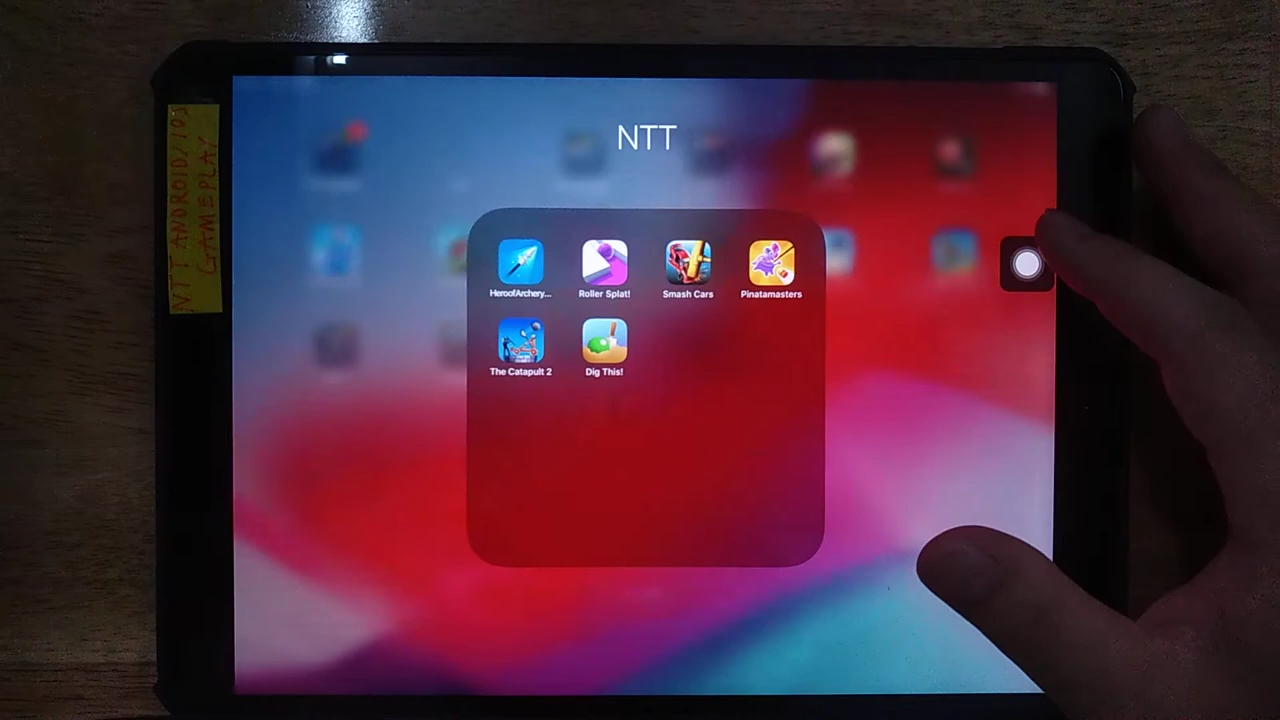 NTT ANDROID/IOS
GAMEPLAY
NTT
HeroofArchery...
Roller Splat!
Smash Cars
Pinatamasters
The Catapult 2
Dig This!